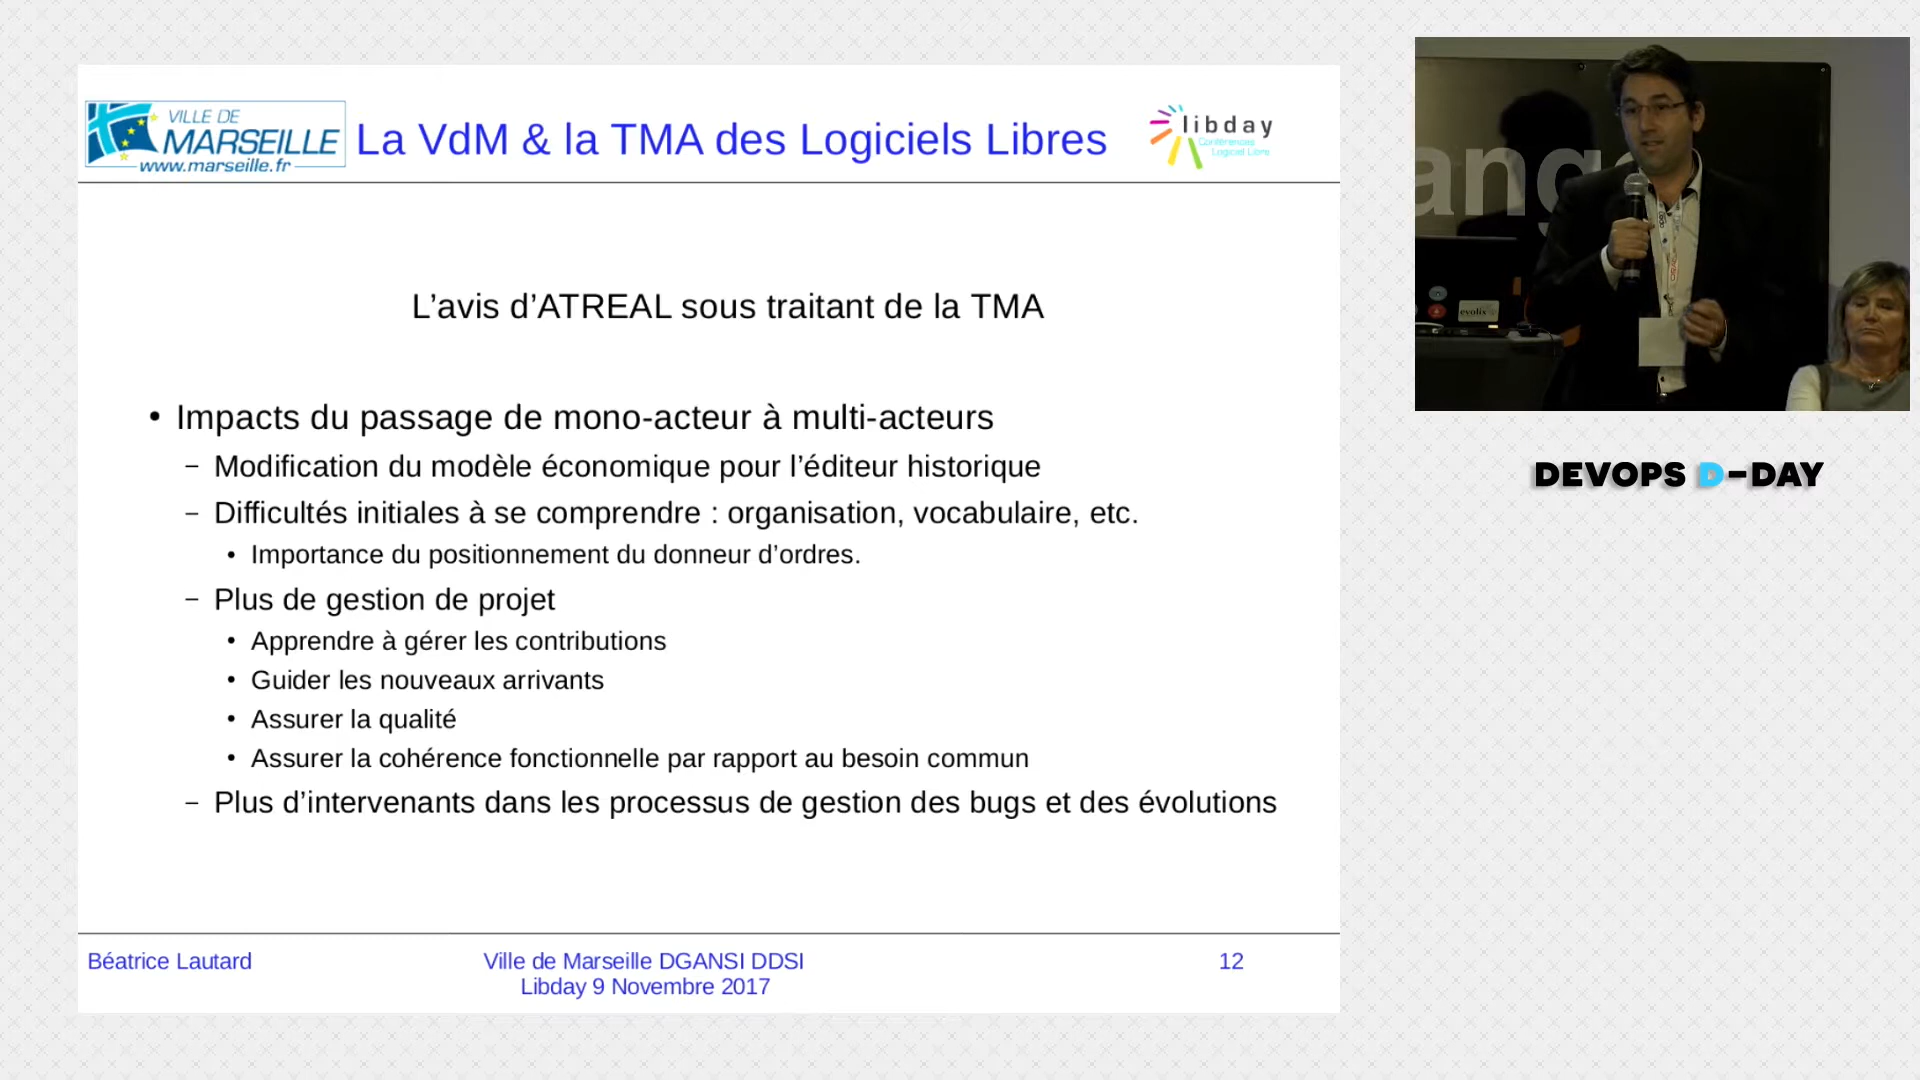 VILLE DE
MARSEILLE
www.marseille.fr
La VdM & la TMA des Logiciels Libres
libday
Conférences
Logiciel Libre
L’avis d’ATREAL sous traitant de la TMA
• Impacts du passage de mono-acteur à multi-acteurs
– Modification du modèle économique pour l’éditeur historique
– Difficultés initiales à se comprendre : organisation, vocabulaire, etc.
• Importance du positionnement du donneur d’ordres.
– Plus de gestion de projet
• Apprendre à gérer les contributions
• Guider les nouveaux arrivants
• Assurer la qualité
• Assurer la cohérence fonctionnelle par rapport au besoin commun
– Plus d’intervenants dans les processus de gestion des bugs et des évolutions
Béatrice Lautard
Ville de Marseille DGANSI DDSI
Libday 9 Novembre 2017
12
ang
evolix
DEVOPS D-DAY